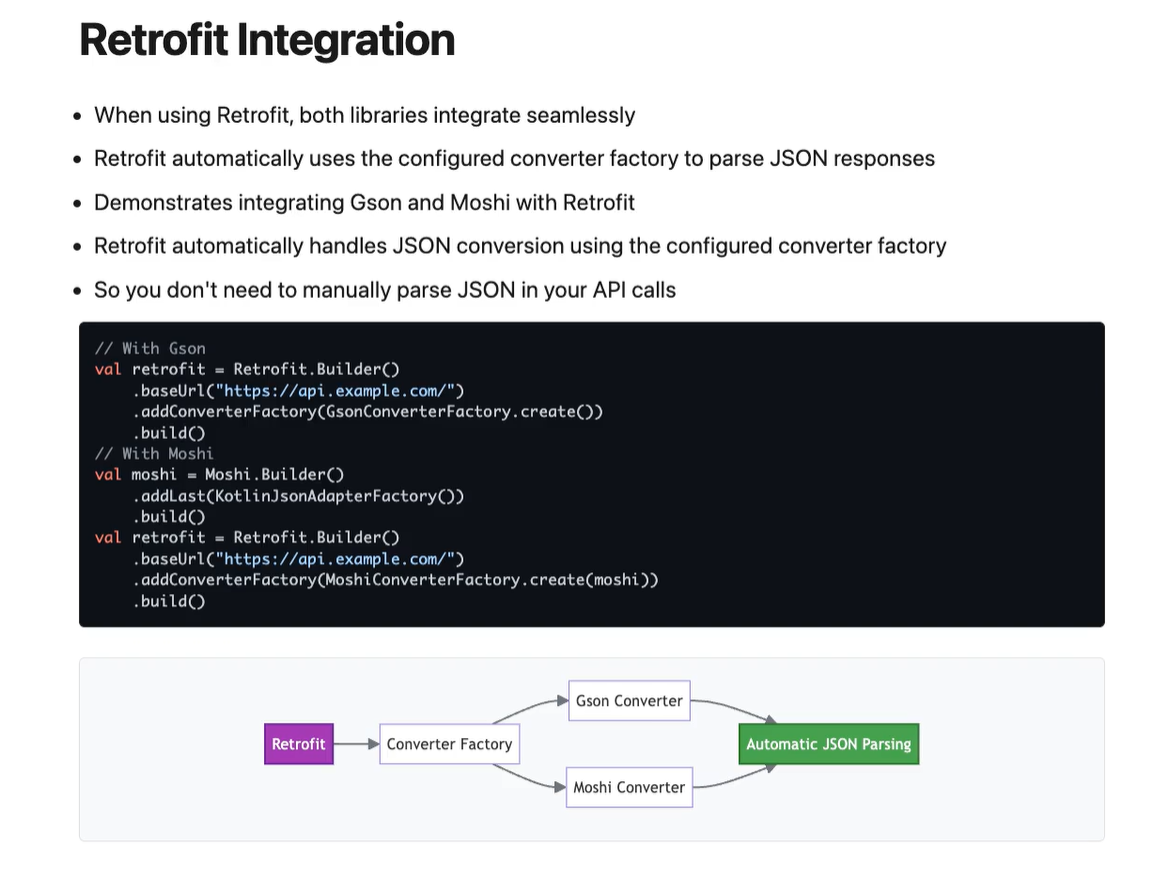 Retrofit Integration
• When using Retrofit, both libraries integrate seamlessly
• Retrofit automatically uses the configured converter factory to parse JSON responses
• Demonstrates integrating Gson and Moshi with Retrofit
• Retrofit automatically handles JSON conversion using the configured converter factory
• So you don't need to manually parse JSON in your API calls
// With Gson
val retrofit = Retrofit.Builder()
    .baseUrl("https://api.example.com/")
    .addConverterFactory(GsonConverterFactory.create())
    .build()
// With Moshi
val moshi = Moshi.Builder()
    .addLast(KotlinJsonAdapterFactory())
    .build()
val retrofit = Retrofit.Builder()
    .baseUrl("https://api.example.com/")
    .addConverterFactory(MoshiConverterFactory.create(moshi))
    .build()
Retrofit
Converter Factory
Gson Converter
Moshi Converter
Automatic JSON Parsing